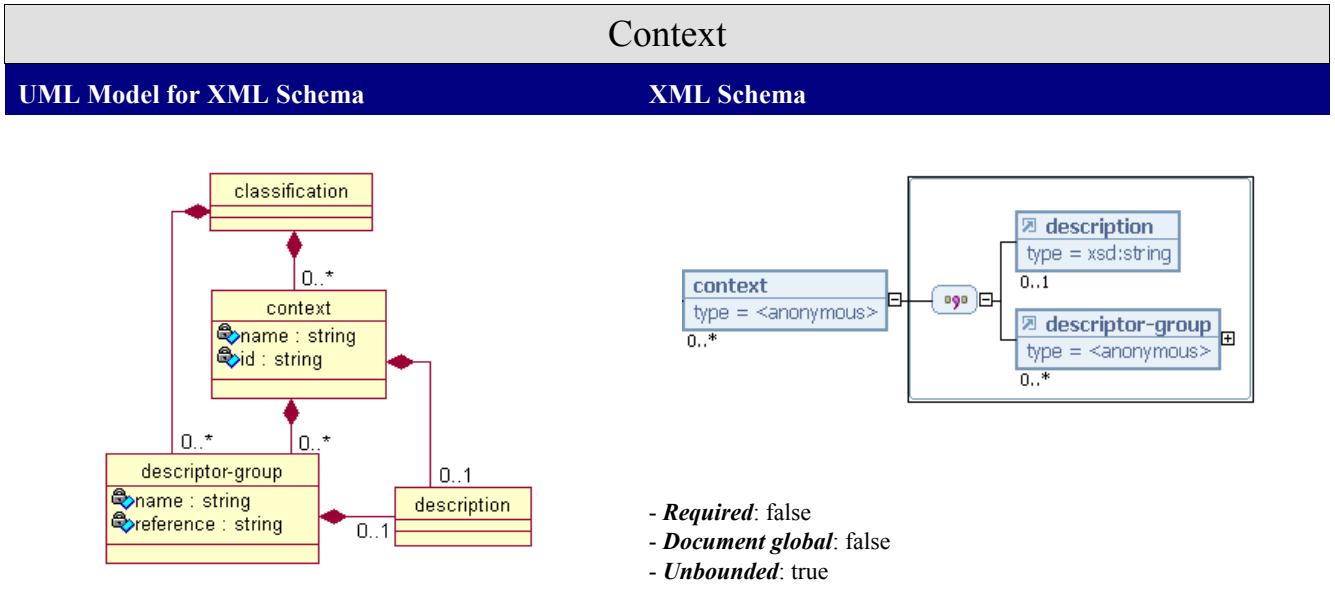 Context
UML Model for XML Schema
XML Schema
classification
0..*
context
name : string
id : string
0..*
0..*
descriptor-group
name : string
reference : string
0..1
0..1
description
context
type = <anonymous>
0..*
description
type = xsd:string
0..1
descriptor-group
type = <anonymous>
0..*
- Required: false
- Document global: false
- Unbounded: true